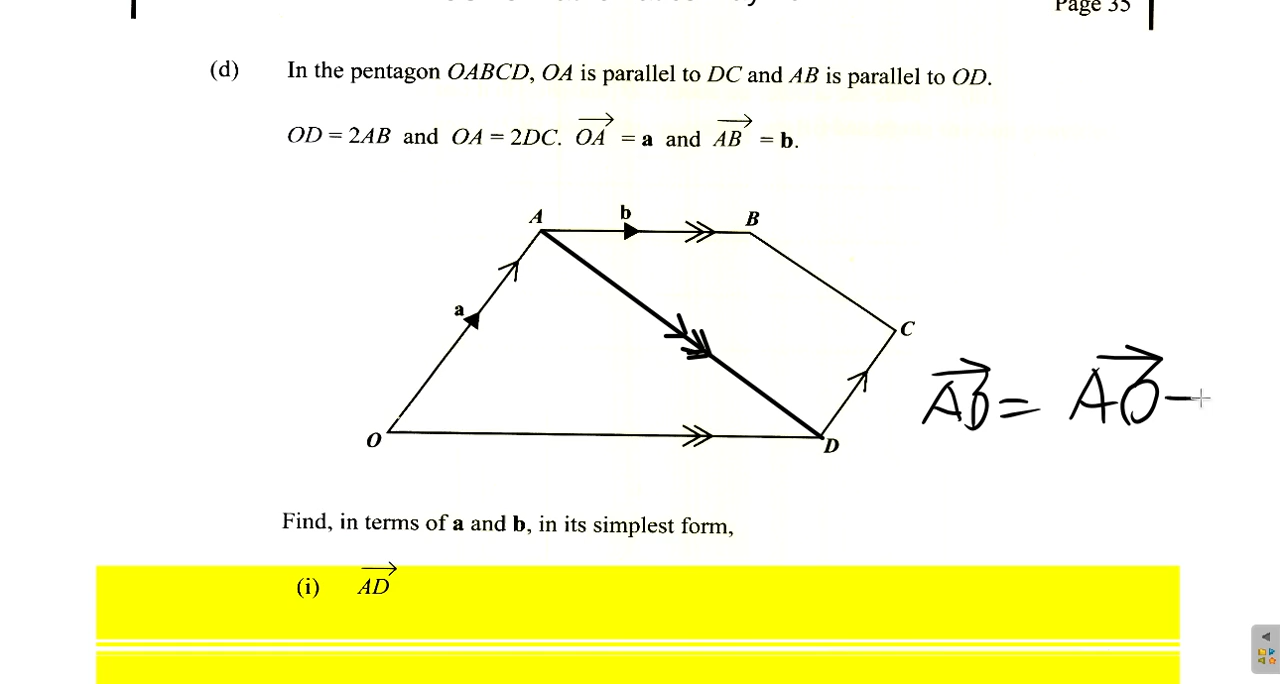 Page 35
(d) In the pentagon OABCD, OA is parallel to DC and AB is parallel to OD.
OD = 2AB and OA = 2DC. OA = a and AB = b.
A b B
a
C
AD = AO -
O
D
Find, in terms of a and b, in its simplest form,
(i) AD